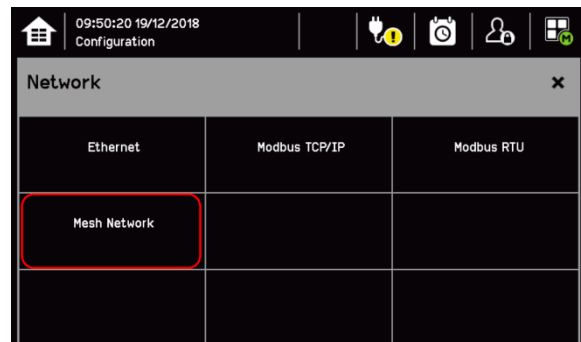 09:50:20 19/12/2018
Configuration
M
Network
Ethernet
Modbus TCP/IP
Modbus RTU
Mesh Network